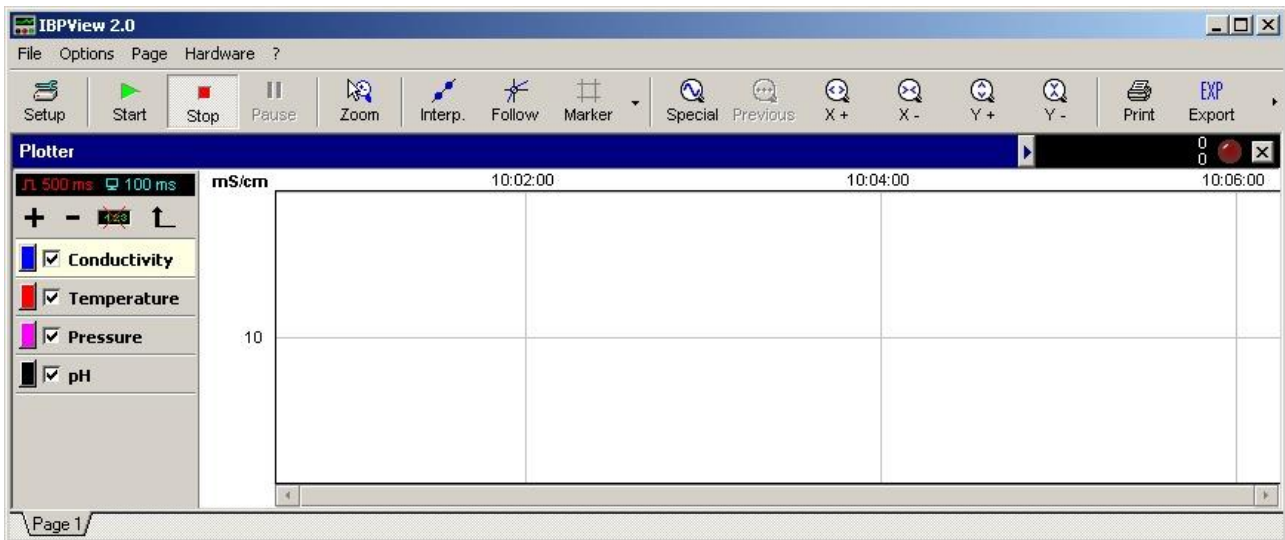 IBPView 2.0
File Options Page Hardware ?
Setup Start Stop Pause Zoom Interp. Follow Marker Special Previous X + X - Y + Y - Print EXP Export
Plotter 0
0
500 ms 100 ms mS/cm 10:02:00 10:04:00 10:06:00
+ - 123
Conductivity
Temperature
Pressure 10
pH
Page 1